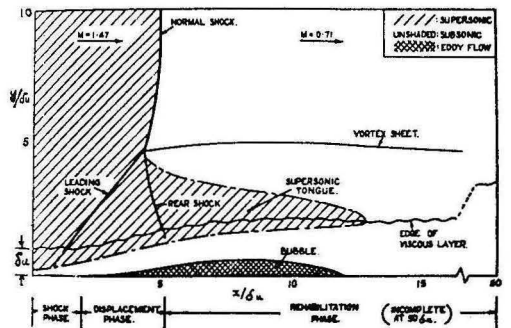 10
M = 1·47
NORMAL SHOCK.
M = 0·71
SUPERSONIC
UNSHADED: SUBSONIC
EDDY FLOW
y/δu
5
VORTEX SHEET.
LEADING SHOCK
REAR SHOCK
SUPERSONIC TONGUE.
EDGE OF VISCOUS LAYER.
δu
BUBBLE.
0
5
x/δu
10
15
SHOCK PHASE
DISPLACEMENT PHASE.
REHABILITATION PHASE.
(INCOMPLETE AT 50 δu.)